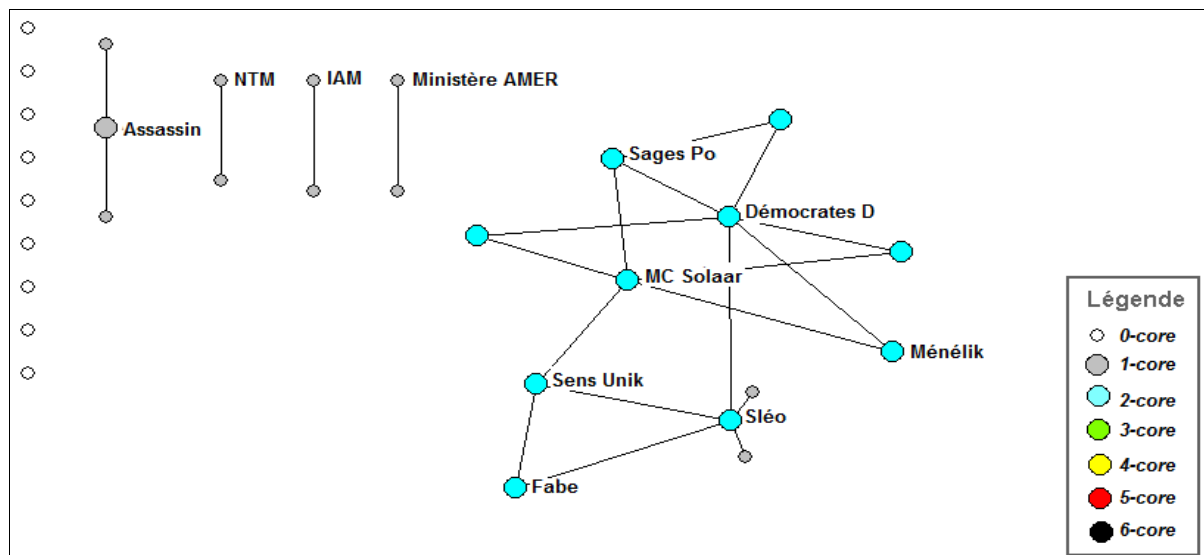 NTM
IAM
Ministère AMER
Assassin
Sages Po
Démocrates D
MC Solaar
Ménélik
Sens Unik
Sléo
Fabe
Légende
0-core
1-core
2-core
3-core
4-core
5-core
6-core